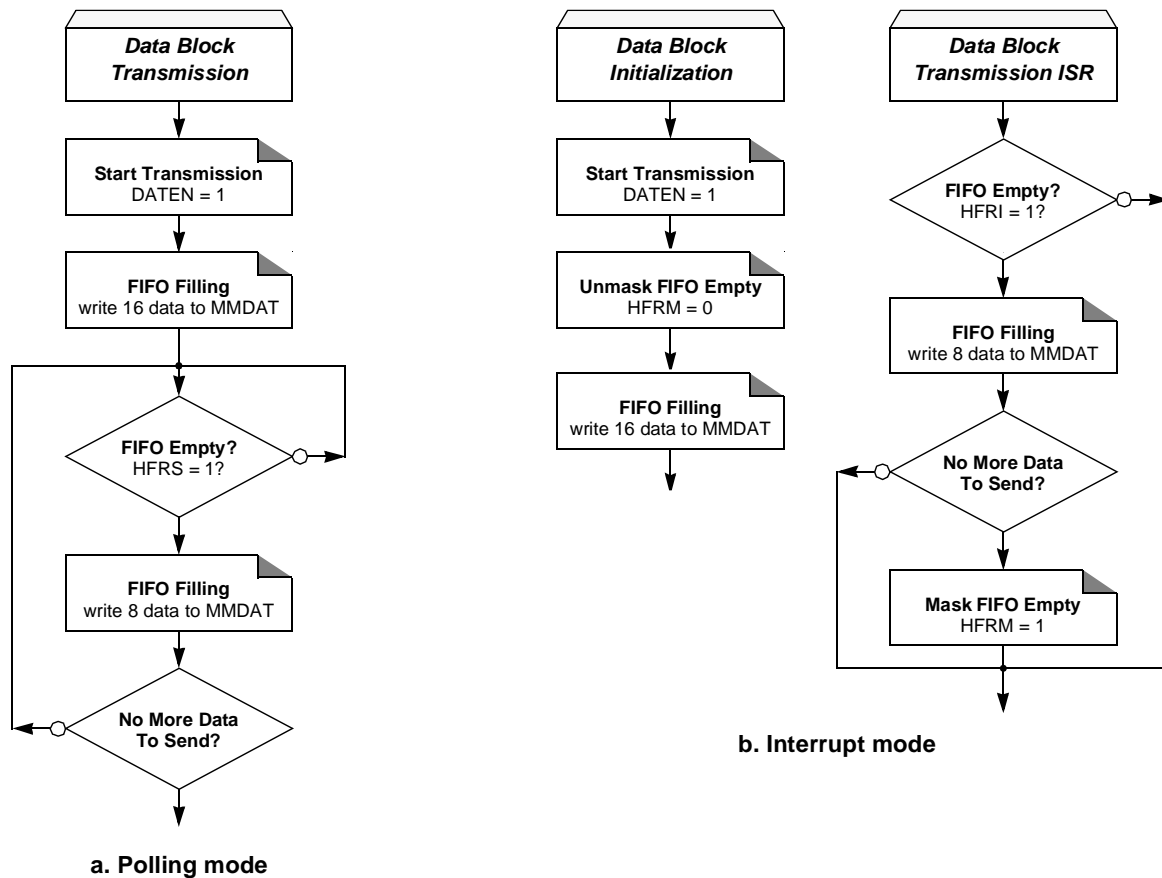 Data Block
Transmission
Start Transmission
DATEN = 1
FIFO Filling
write 16 data to MMDAT
FIFO Empty?
HFRS = 1?
FIFO Filling
write 8 data to MMDAT
No More Data
To Send?
a. Polling mode
Data Block
Initialization
Start Transmission
DATEN = 1
Unmask FIFO Empty
HFRM = 0
FIFO Filling
write 16 data to MMDAT
Data Block
Transmission ISR
FIFO Empty?
HFRI = 1?
FIFO Filling
write 8 data to MMDAT
No More Data
To Send?
Mask FIFO Empty
HFRM = 1
b. Interrupt mode